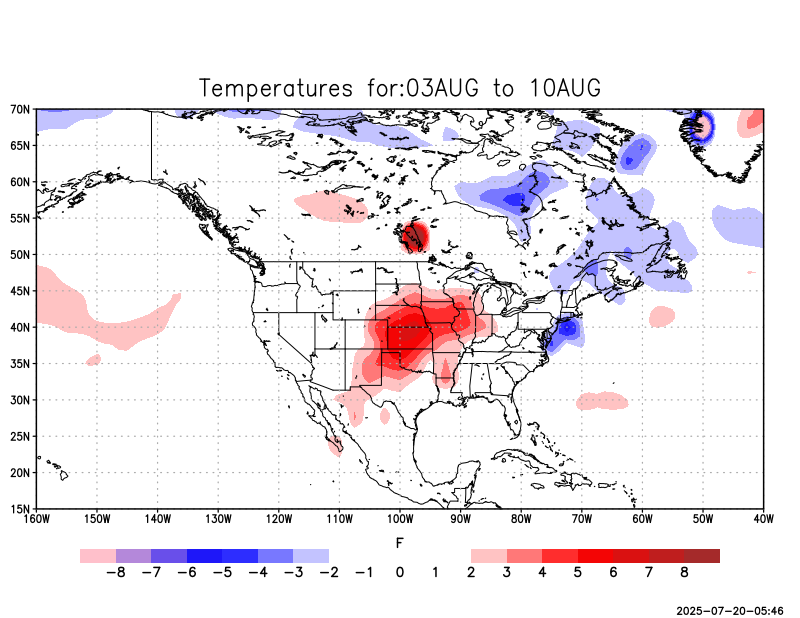 Temperatures for:03AUG to 10AUG
70N
65N
60N
55N
50N
45N
40N
35N
30N
25N
20N
15N
160W 150W 140W 130W 120W 110W 100W 90W 80W 70W 60W 50W 40W
F
−8 −7 −6 −5 −4 −3 −2 −1 0 1 2 3 4 5 6 7 8
2025-07-20-05:46